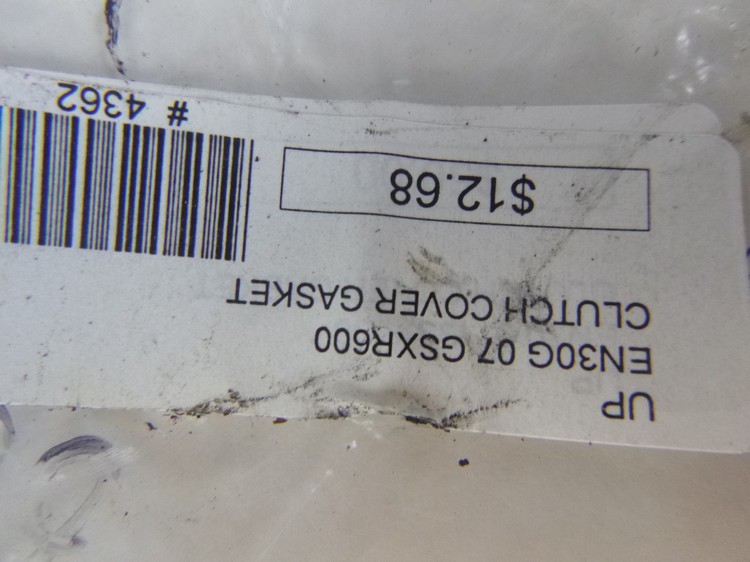 UP
EN30G 07 GSXR600
CLUTCH COVER GASKET
$12.68
# 4362